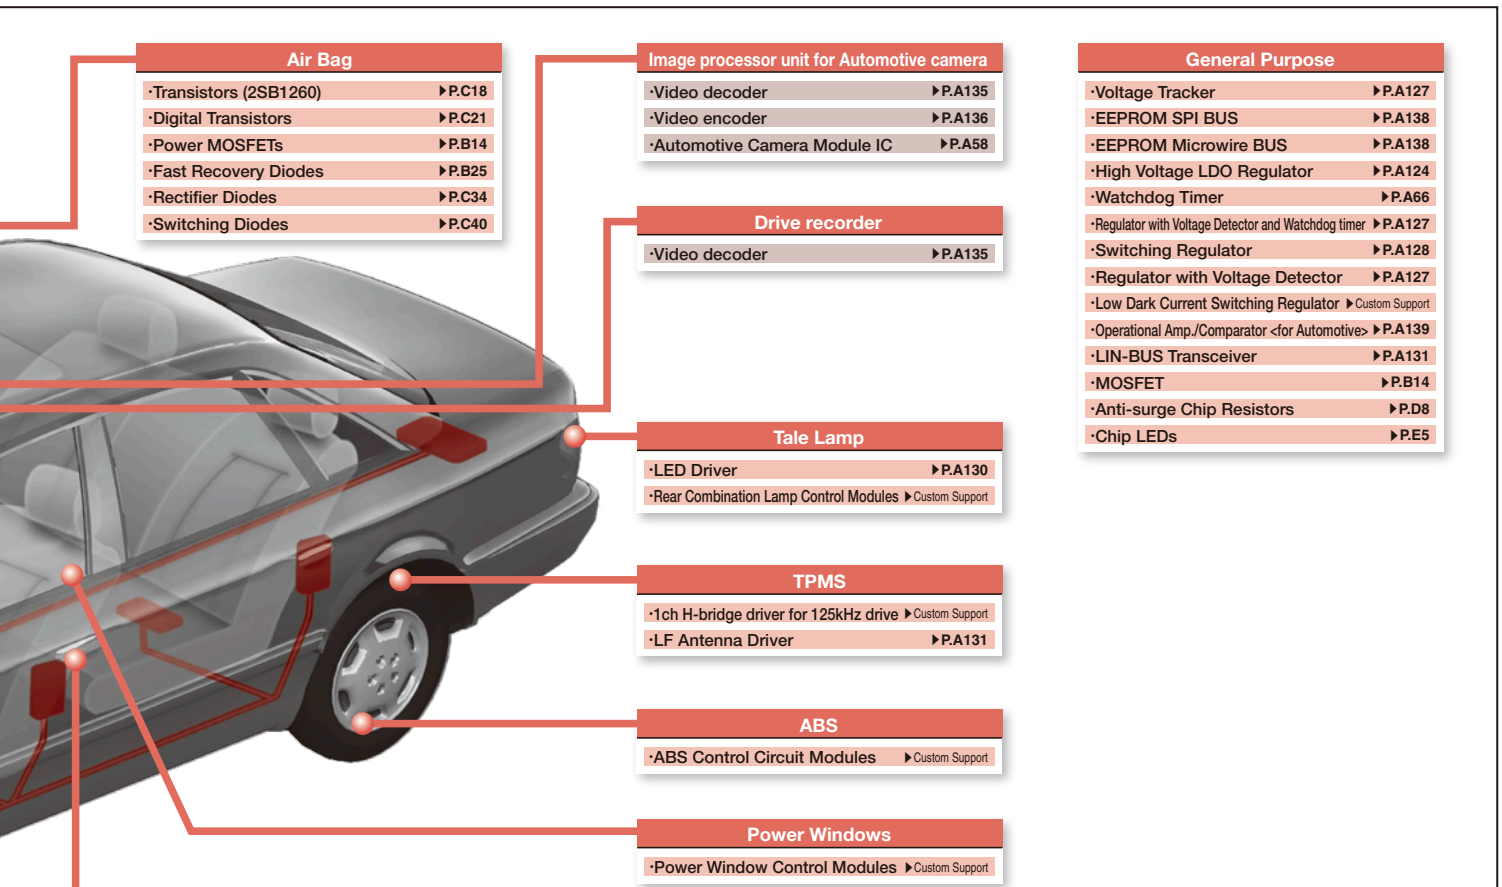 Air Bag
·Transistors (2SB1260) ▶P.C18
·Digital Transistors ▶P.C21
·Power MOSFETs ▶P.B14
·Fast Recovery Diodes ▶P.B25
·Rectifier Diodes ▶P.C34
·Switching Diodes ▶P.C40
Image processor unit for Automotive camera
·Video decoder ▶P.A135
·Video encoder ▶P.A136
·Automotive Camera Module IC ▶P.A58
Drive recorder
·Video decoder ▶P.A135
Tale Lamp
·LED Driver ▶P.A130
·Rear Combination Lamp Control Modules ▶Custom Support
TPMS
·1ch H-bridge driver for 125kHz drive ▶Custom Support
·LF Antenna Driver ▶P.A131
ABS
·ABS Control Circuit Modules ▶Custom Support
Power Windows
·Power Window Control Modules ▶Custom Support
General Purpose
·Voltage Tracker ▶P.A127
·EEPROM SPI BUS ▶P.A138
·EEPROM Microwire BUS ▶P.A138
·High Voltage LDO Regulator ▶P.A124
·Watchdog Timer ▶P.A66
·Regulator with Voltage Detector and Watchdog timer ▶P.A127
·Switching Regulator ▶P.A128
·Regulator with Voltage Detector ▶P.A127
·Low Dark Current Switching Regulator ▶Custom Support
·Operational Amp./Comparator <for Automotive> ▶P.A139
·LIN-BUS Transceiver ▶P.A131
·MOSFET ▶P.B14
·Anti-surge Chip Resistors ▶P.D8
·Chip LEDs ▶P.E5